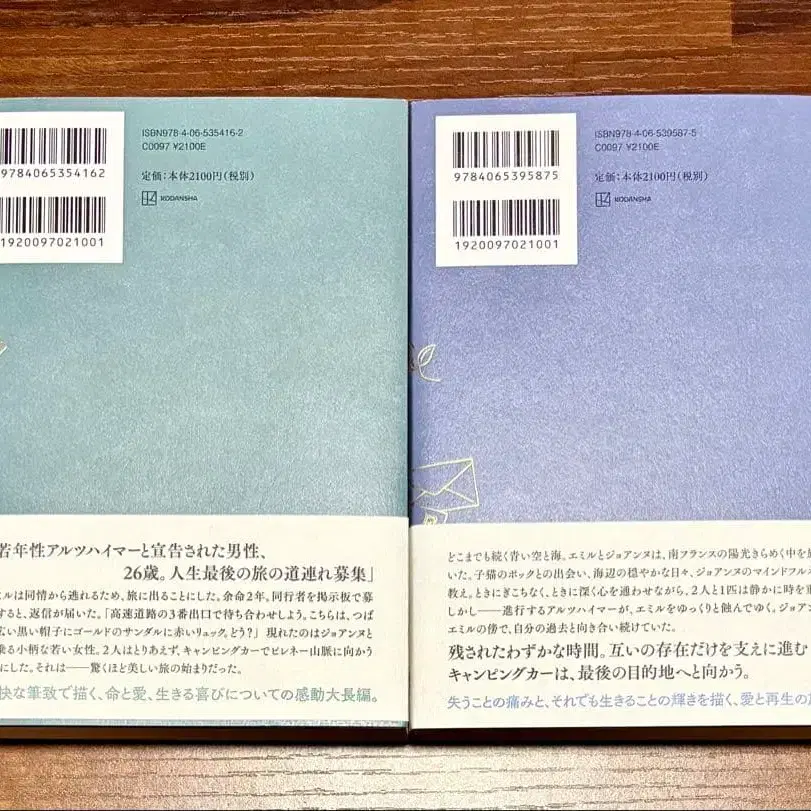 ISBN978-4-06-535416-2
C0097 ¥2100E
9784065354162
定価:本体2100円(税別)
KODANSHA
1920097021001
若年性アルツハイマーと宣告された男性、
26歳。人生最後の旅の道連れ募集」
ルは同情から逃れるため、旅に出ることにした。余命2年、同行者を掲示板で募
すると、返信が届いた。「高速道路の3番出口で待ち合わせしよう。こちらは、つば
広い黒い帽子にゴールドのサンダルに赤いリュック。どう?」 現れたのはジョアンヌと
乗る小柄な若い女性。2人はとりあえず、キャンピングカーでピレネー山脈に向かう
にした。それは——驚くほど美しい旅の始まりだった。
快な筆致で描く、命と愛、生きる喜びについての感動大長編。
ISBN978-4-06-539587-5
C0097 ¥2100E
9784065395875
定価:本体2100円(税別)
KODANSHA
1920097021001
どこまでも続く青い空と海。エミルとジョアンヌは、南フランスの陽光きらめく中を
いた。子猫のポックとの出会い、海辺の穏やかな日々、ジョアンヌのマインドフル
教え。ときにぎこちなく、ときに深く心を通わせながら、2人と1匹は静かに時を重
しかし——進行するアルツハイマーが、エミルをゆっくりと蝕んでゆく。ジョア
エミルの傍で、自分の過去と向き合い続けていた。
残されたわずかな時間。互いの存在だけを支えに進む
キャンピングカーは、最後の目的地へと向かう。
失うことの痛みと、それでも生きることの輝きを描く、愛と再生の